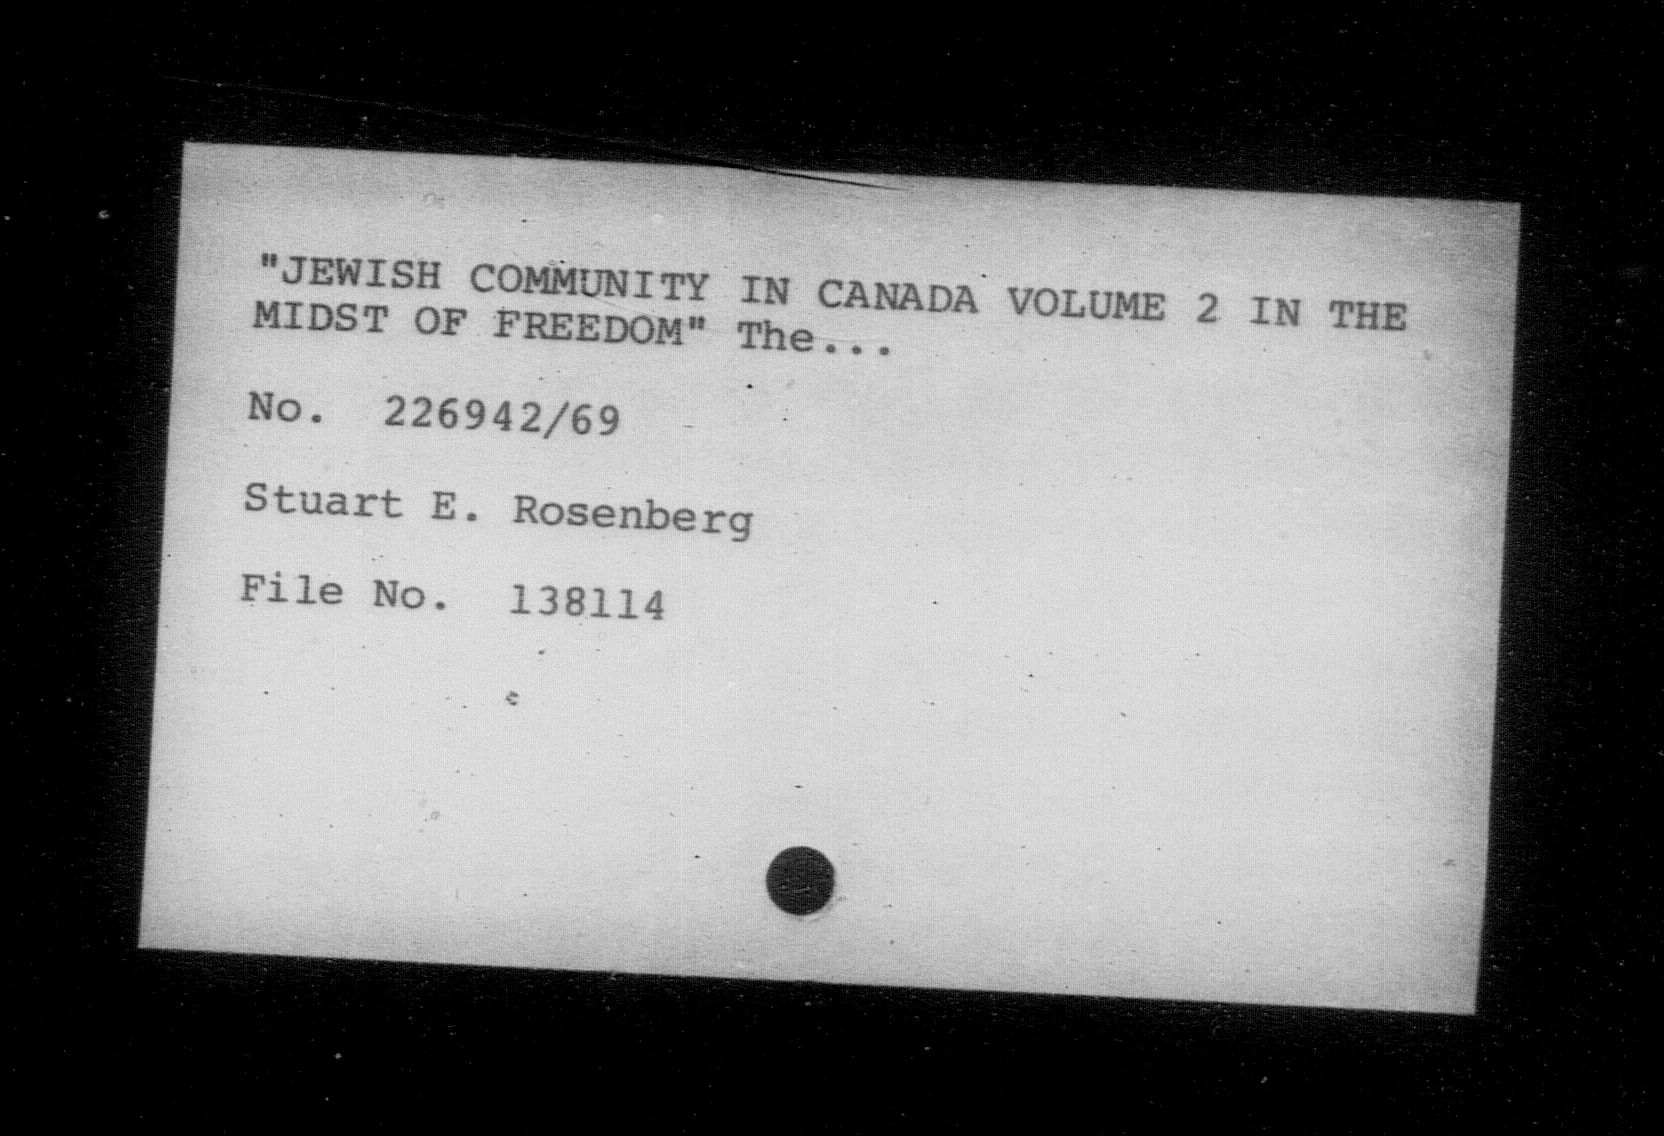 "JEWISH COMMUNITY IN CANADA VOLUME 2 IN THE
MIDST OF FREEDOM" The...
No. 226942/69
Stuart E. Rosenberg
File No. 138114